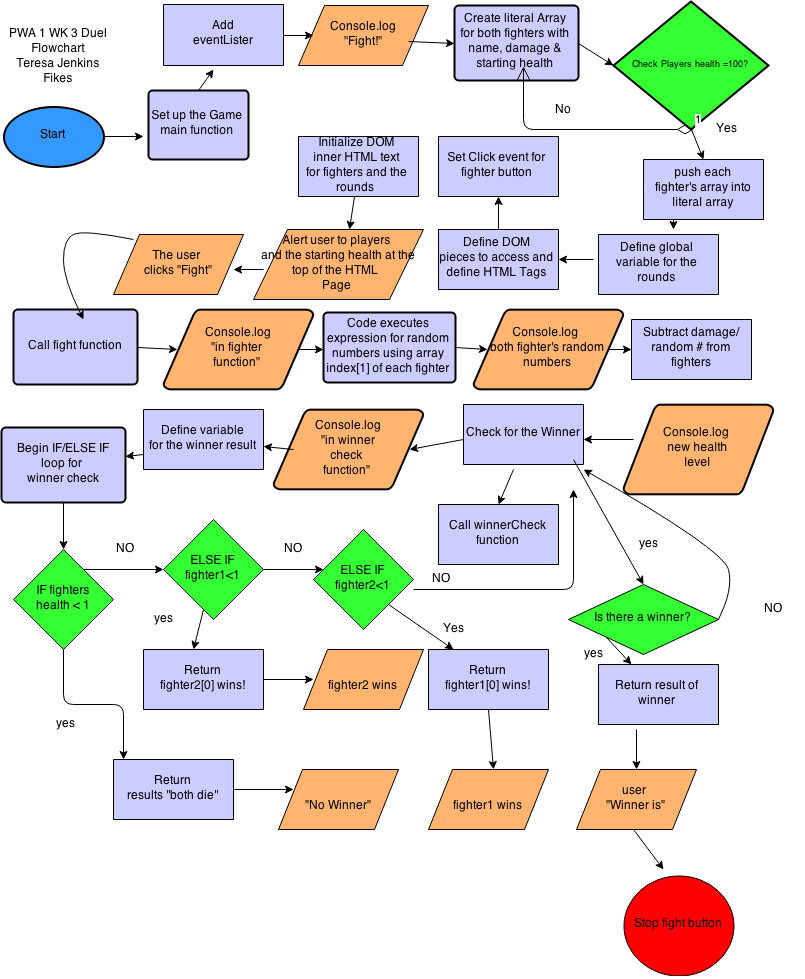 PWA 1 WK 3 Duel
Flowchart
Teresa Jenkins
Fikes
Start
Set up the Game
main function
Add
eventLister
Console.log
"Fight!"
Create literal Array
for both fighters with
name, damage &
starting health
Check Players health =100?
No
1
Yes
push each
fighter's array into
literal array
Define global
variable for the
rounds
Define DOM
pieces to access and
define HTML Tags
Set Click event for
fighter button
Initialize DOM
inner HTML text
for fighters and the
rounds
Alert user to players
and the starting health at the
top of the HTML
Page
The user
clicks "Fight"
Call fight function
Console.log
"in fighter
function"
Code executes
expression for random
numbers using array
index[1] of each fighter
Console.log
both fighter's random
numbers
Subtract damage/
random # from
fighters
Console.log
new health
level
Check for the Winner
Console.log
"in winner
check
function"
Define variable
for the winner result
Begin IF/ELSE IF
loop for
winner check
Call winnerCheck
function
yes
NO
IF fighters
health < 1
NO
ELSE IF
fighter1<1
NO
ELSE IF
fighter2<1
NO
Is there a winner?
yes
Yes
yes
Return
fighter2[0] wins!
fighter2 wins
Return
fighter1[0] wins!
Return result of
winner
yes
Return
results "both die"
"No Winner"
fighter1 wins
user
"Winner is"
Stop fight button